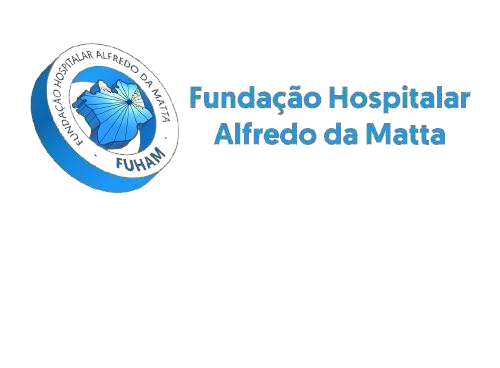 FUNDAÇÃO HOSPITALAR ALFREDO DA MATTA
- FUHAM -
Fundação Hospitalar
Alfredo da Matta